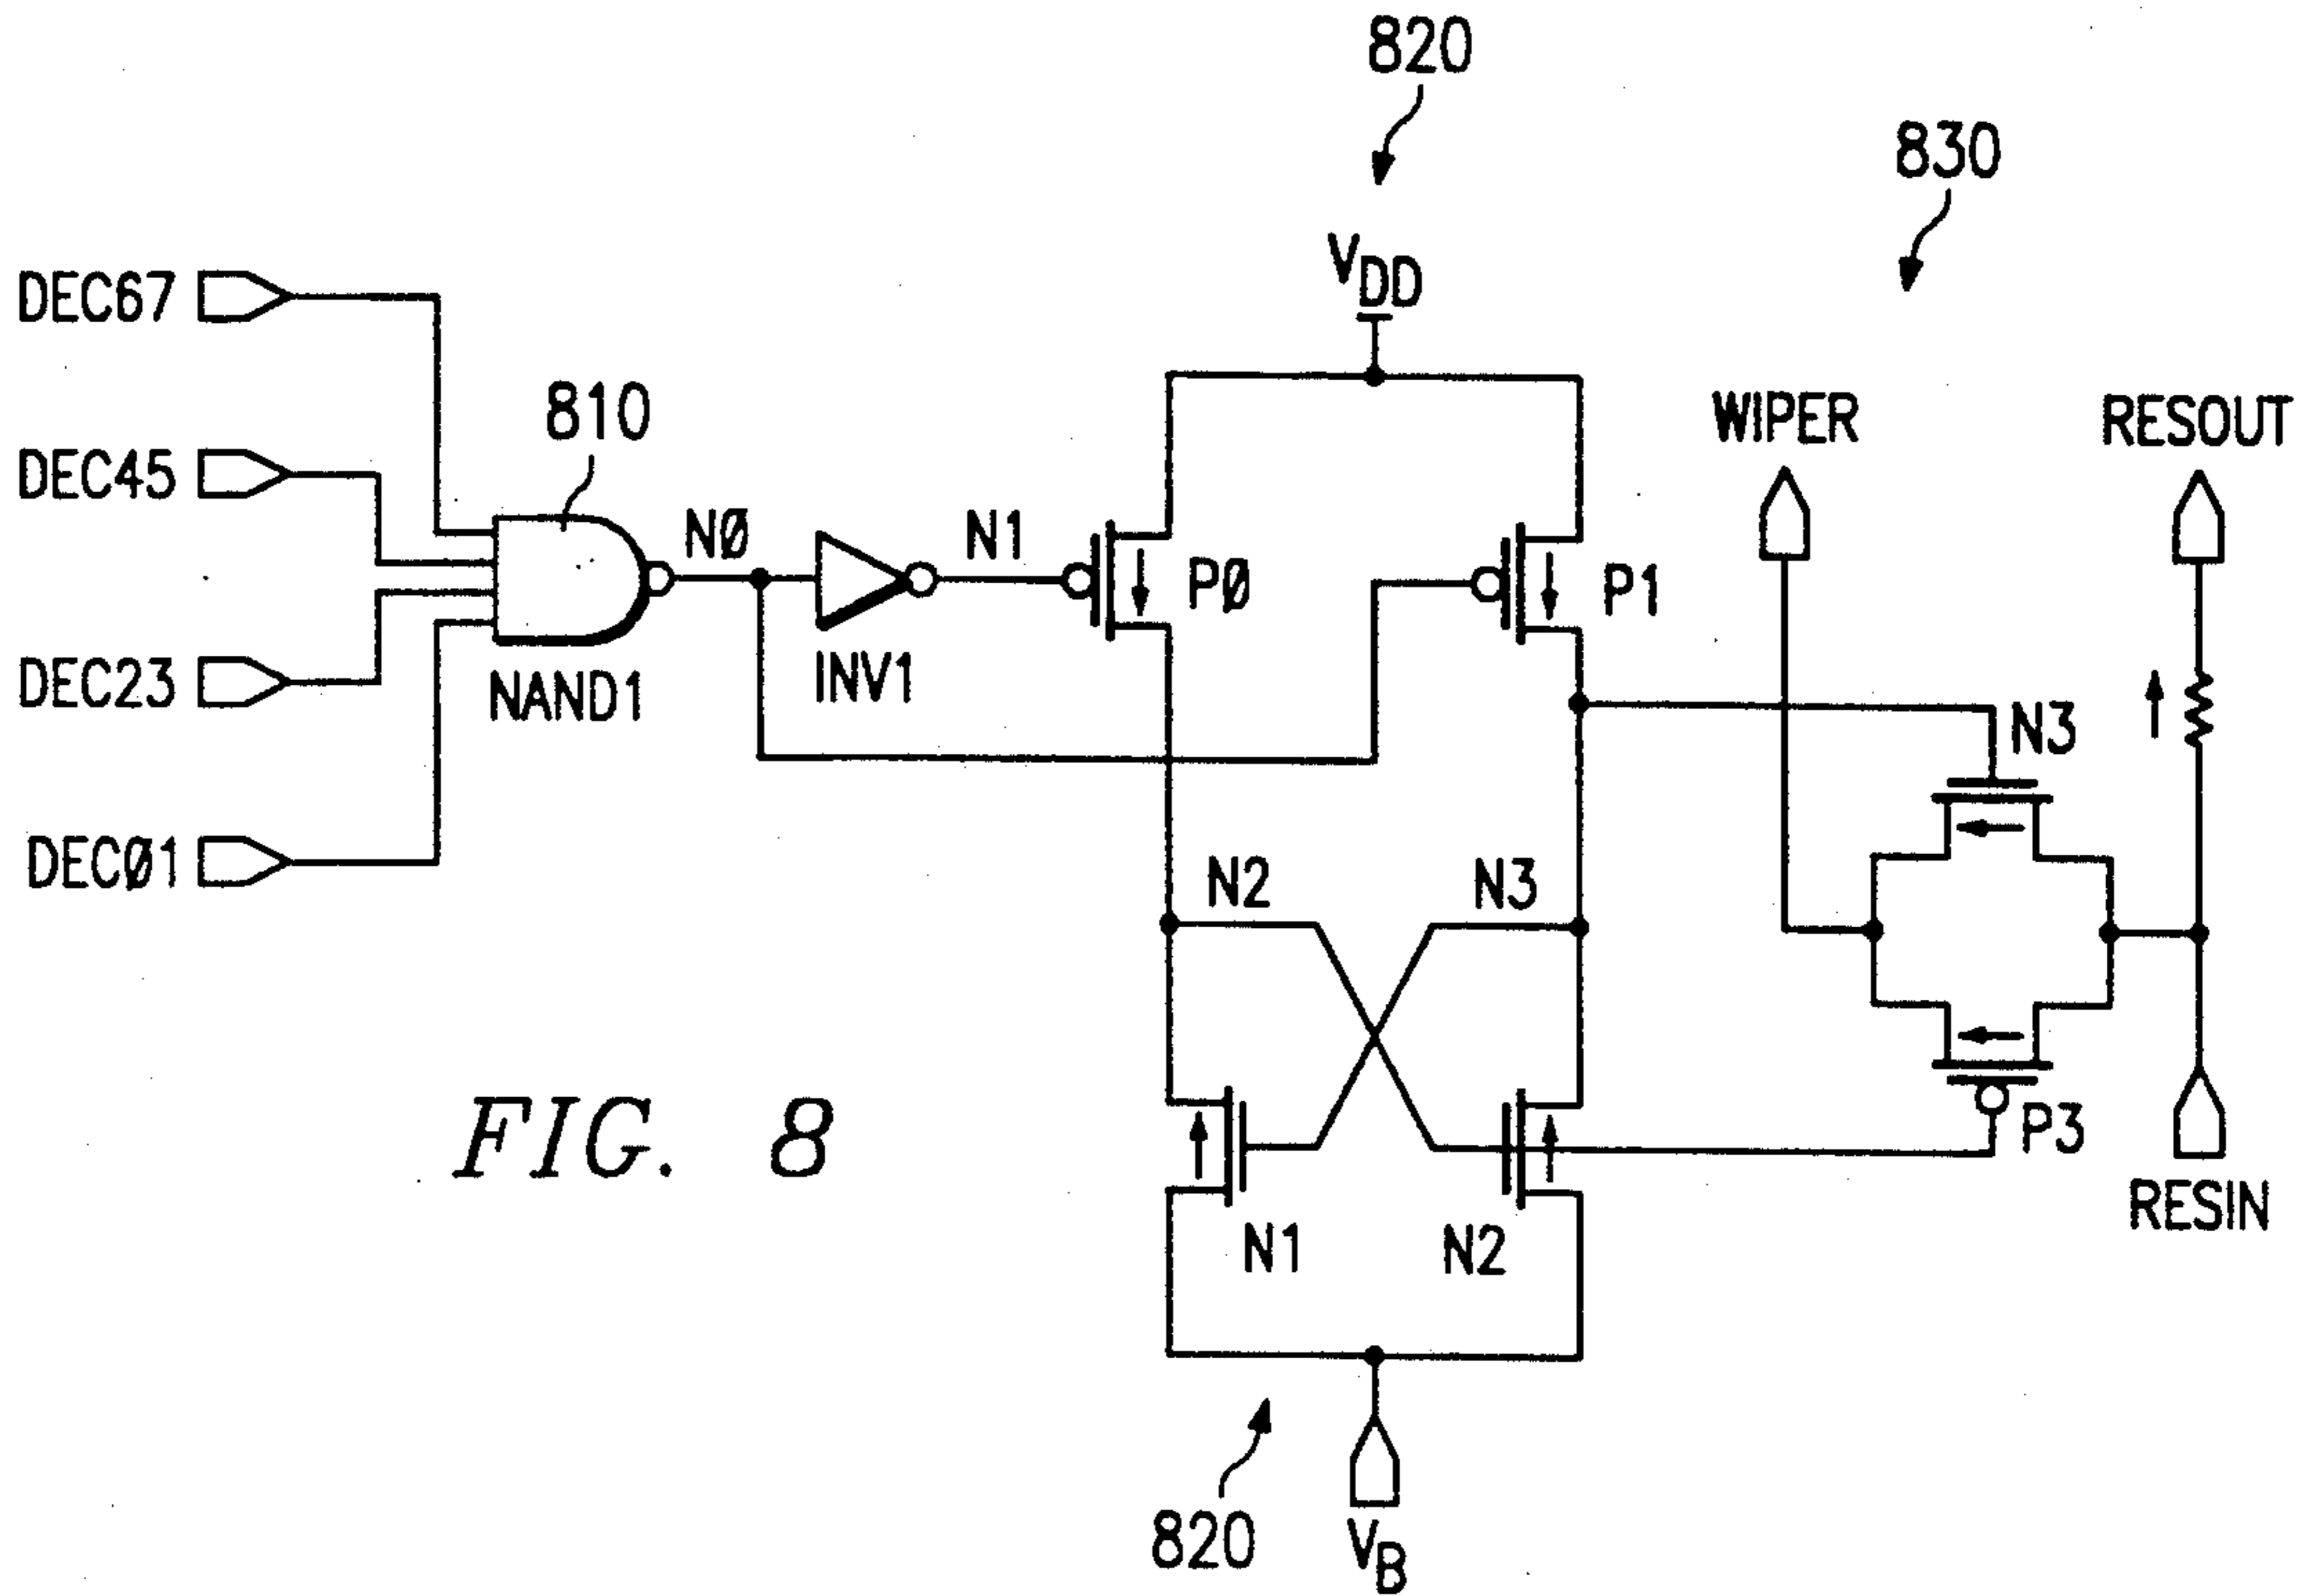 820
830
VDD
DEC67
810
WIPER
RESOUT
DEC45
NØ
N1
PØ
P1
DEC23
NAND1
INV1
N3
DECØ1
N2
N3
FIG. 8
P3
N1
N2
RESIN
820
VB